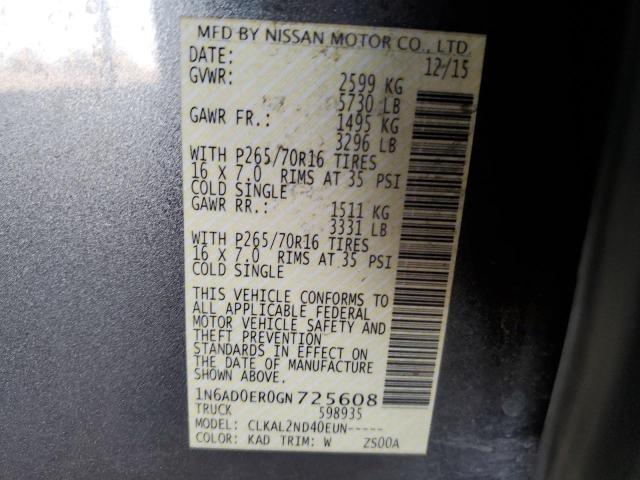 MFD BY NISSAN MOTOR CO., LTD.
DATE: 12/15
GVWR: 2599 KG
5730 LB
GAWR FR.: 1495 KG
3296 LB
WITH P265/70R16 TIRES
16 X 7.0 RIMS AT 35 PSI
COLD SINGLE
GAWR RR.: 1511 KG
3331 LB
WITH P265/70R16 TIRES
16 X 7.0 RIMS AT 35 PSI
COLD SINGLE
THIS VEHICLE CONFORMS TO
ALL APPLICABLE FEDERAL
MOTOR VEHICLE SAFETY AND
THEFT PREVENTION
STANDARDS IN EFFECT ON
THE DATE OF MANUFACTURE
SHOWN ABOVE.
1N6AD0ER0GN725608
TRUCK 598935
MODEL: CLKAL2ND40EUN-----
COLOR: KAD TRIM: W ZS00A